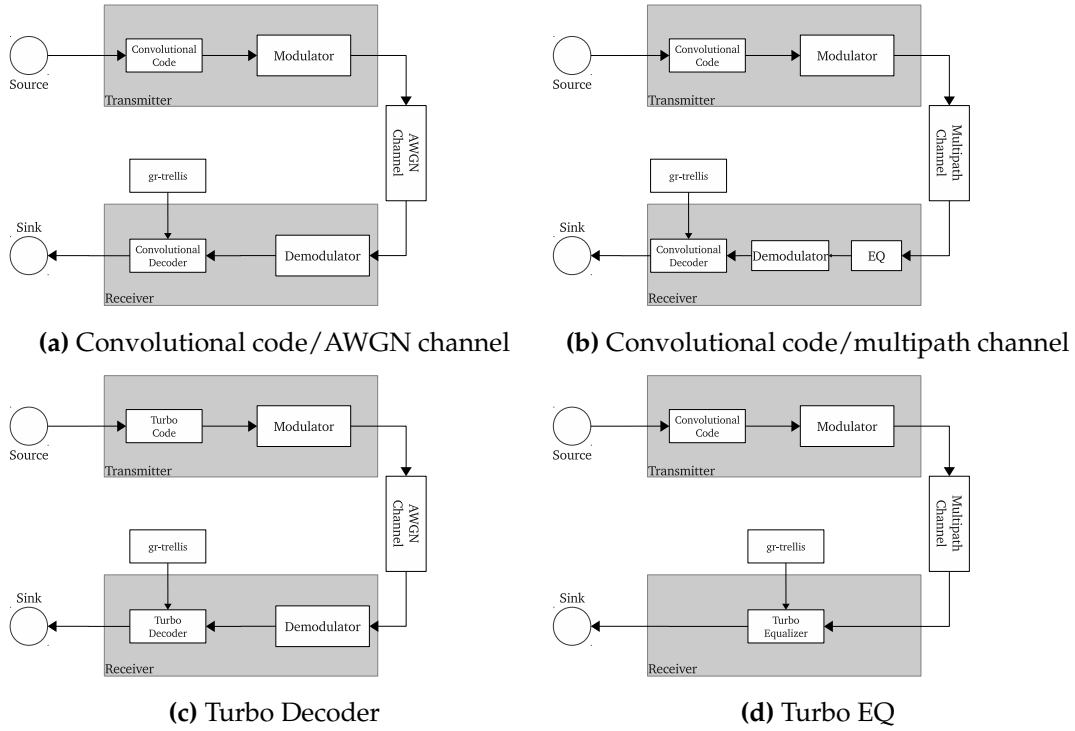 Convolutional
Code
Modulator
Source
Transmitter
AWGN
Channel
gr-trellis
Sink
Convolutional
Decoder
Demodulator
Receiver
(a) Convolutional code/AWGN channel
Convolutional
Code
Modulator
Source
Transmitter
Multipath
Channel
gr-trellis
Sink
Convolutional
Decoder
Demodulator
EQ
Receiver
(b) Convolutional code/multipath channel
Turbo
Code
Modulator
Source
Transmitter
AWGN
Channel
gr-trellis
Sink
Turbo
Decoder
Demodulator
Receiver
(c) Turbo Decoder
Convolutional
Code
Modulator
Source
Transmitter
Multipath
Channel
gr-trellis
Sink
Turbo
Equalizer
Receiver
(d) Turbo EQ